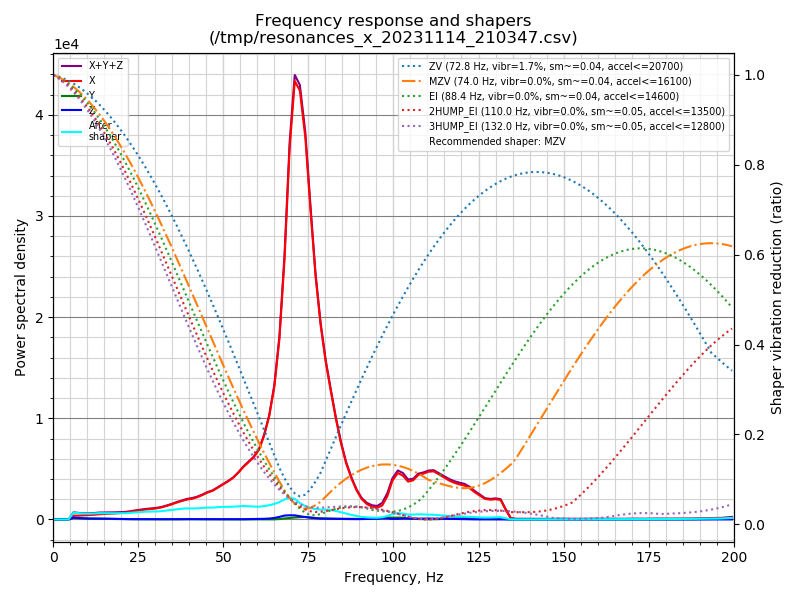 Frequency response and shapers
(/tmp/resonances_x_20231114_210347.csv)
1e4
X+Y+Z
X
Y
Z
After
shaper
ZV (72.8 Hz, vibr=1.7%, sm~=0.04, accel<=20700)
MZV (74.0 Hz, vibr=0.0%, sm~=0.04, accel<=16100)
EI (88.4 Hz, vibr=0.0%, sm~=0.04, accel<=14600)
2HUMP_EI (110.0 Hz, vibr=0.0%, sm~=0.05, accel<=13500)
3HUMP_EI (132.0 Hz, vibr=0.0%, sm~=0.05, accel<=12800)
Recommended shaper: MZV
Power spectral density
4
3
2
1
0
1.0
0.8
0.6
0.4
0.2
0.0
Shaper vibration reduction (ratio)
0 25 50 75 100 125 150 175 200
Frequency, Hz